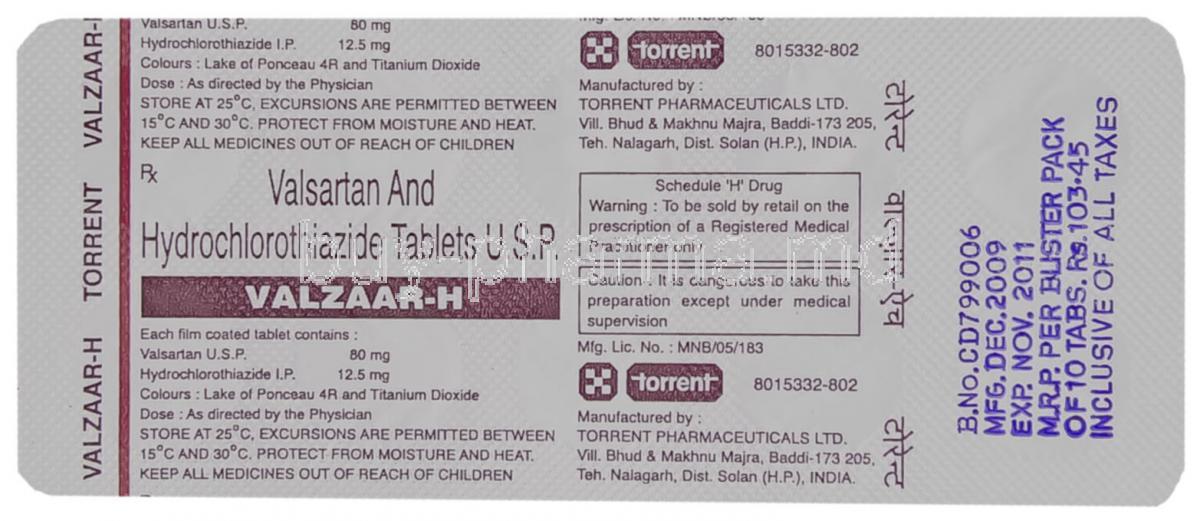 VALZAAR-H TORRENT VALZAAR-H
Valsartan U.S.P. 80 mg
Hydrochlorothiazide I.P. 12.5 mg
Colours : Lake of Ponceau 4R and Titanium Dioxide
Dose : As directed by the Physician
STORE AT 25°C, EXCURSIONS ARE PERMITTED BETWEEN
15°C AND 30°C. PROTECT FROM MOISTURE AND HEAT.
KEEP ALL MEDICINES OUT OF REACH OF CHILDREN
Rx
Valsartan And
Hydrochlorothiazide Tablets U.S.P.
VALZAAR-H
Each film coated tablet contains :
Valsartan U.S.P. 80 mg
Hydrochlorothiazide I.P. 12.5 mg
Colours : Lake of Ponceau 4R and Titanium Dioxide
Dose : As directed by the Physician
STORE AT 25°C, EXCURSIONS ARE PERMITTED BETWEEN
15°C AND 30°C. PROTECT FROM MOISTURE AND HEAT.
KEEP ALL MEDICINES OUT OF REACH OF CHILDREN
torrent 8015332-802
Manufactured by :
TORRENT PHARMACEUTICALS LTD.
Vill. Bhud & Makhnu Majra, Baddi-173 205,
Teh. Nalagarh, Dist. Solan (H.P.), INDIA.
Schedule 'H' Drug
Warning : To be sold by retail on the
prescription of a Registered Medical
Practitioner only
Caution : It is dangerous to take this
preparation except under medical
supervision
Mfg. Lic. No. : MNB/05/183
torrent 8015332-802
Manufactured by :
TORRENT PHARMACEUTICALS LTD.
Vill. Bhud & Makhnu Majra, Baddi-173 205,
Teh. Nalagarh, Dist. Solan (H.P.), INDIA.
टोरेन्ट टोरेन्ट
B.No.CD799006
MFG.DEC.2009
EXP. NOV. 2011
M.R.P. PER BLISTER PACK
OF 10 TABS. Rs.103.45
INCLUSIVE OF ALL TAXES
buy-pharma.md